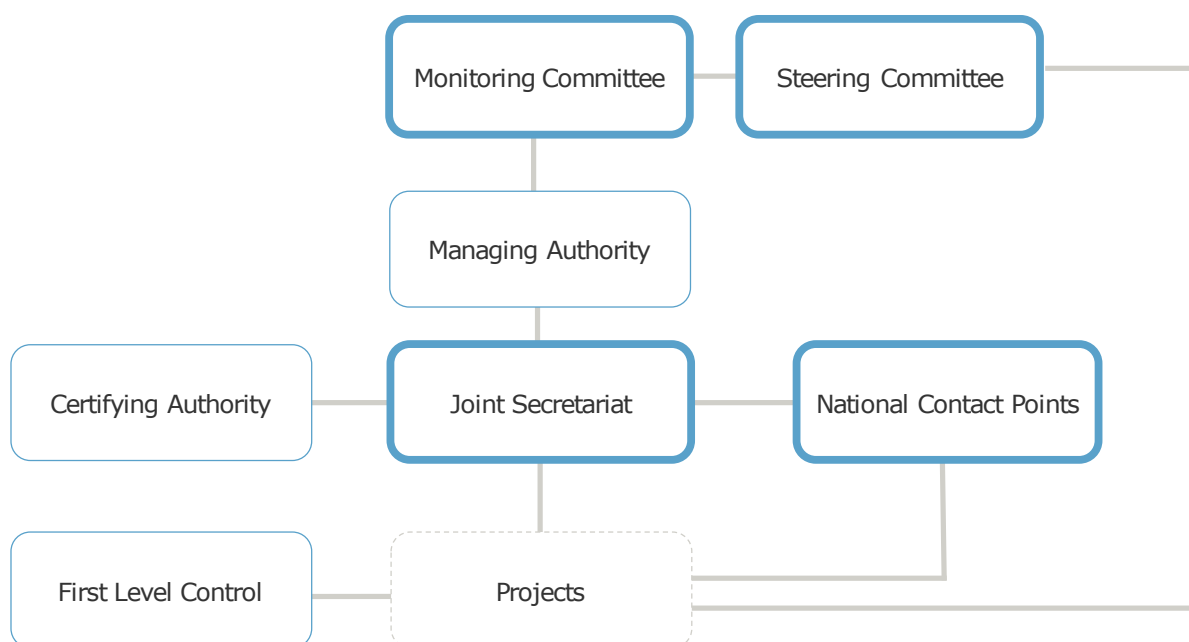 Monitoring Committee
Steering Committee
Managing Authority
Certifying Authority
Joint Secretariat
National Contact Points
First Level Control
Projects